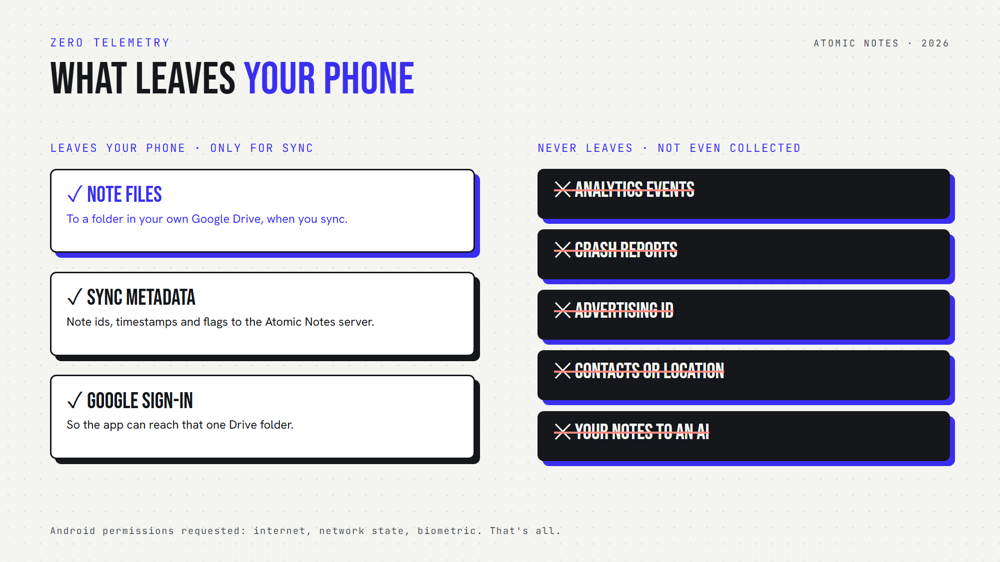 ZERO TELEMETRY
ATOMIC NOTES · 2026
WHAT LEAVES YOUR PHONE
LEAVES YOUR PHONE · ONLY FOR SYNC
✓ NOTE FILES
To a folder in your own Google Drive, when you sync.
✓ SYNC METADATA
Note ids, timestamps and flags to the Atomic Notes server.
✓ GOOGLE SIGN-IN
So the app can reach that one Drive folder.
NEVER LEAVES · NOT EVEN COLLECTED
✕ ANALYTICS EVENTS
✕ CRASH REPORTS
✕ ADVERTISING ID
✕ CONTACTS OR LOCATION
✕ YOUR NOTES TO AN AI
Android permissions requested: internet, network state, biometric. That's all.